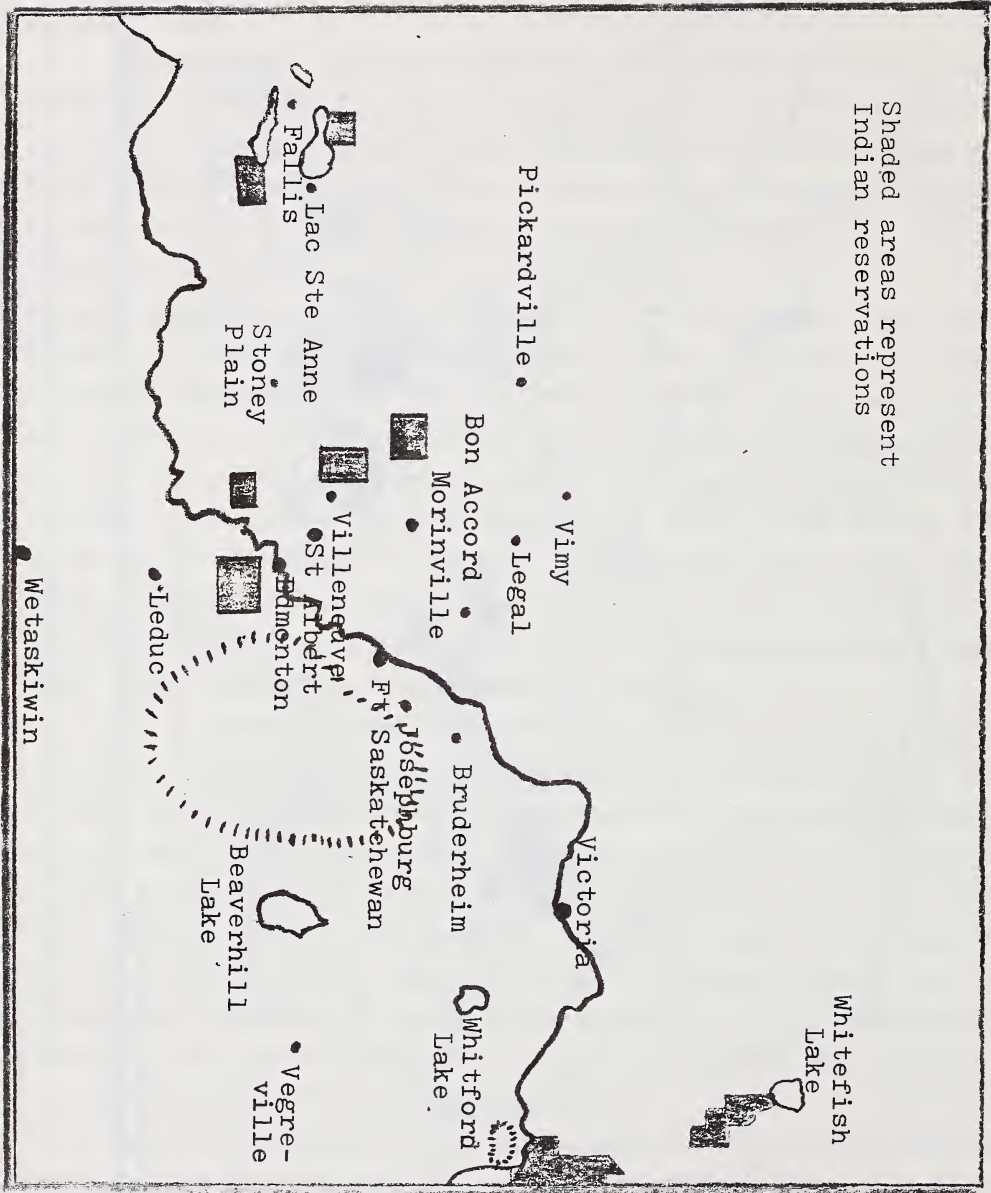 Shaded areas represent
Indian reservations
Whitefish
Lake
Pickardville
Vimy
Legal
Victoria
Bon Accord
Morinville
Bruderheim
Whitford
Lake
Lac Ste Anne
Fallis
Villeneuve
St Albert
Josephburg
Ft Saskatchewan
Stoney
Plain
Edmonton
Beaverhill
Lake
Vegre-
ville
Leduc
Wetaskiwin